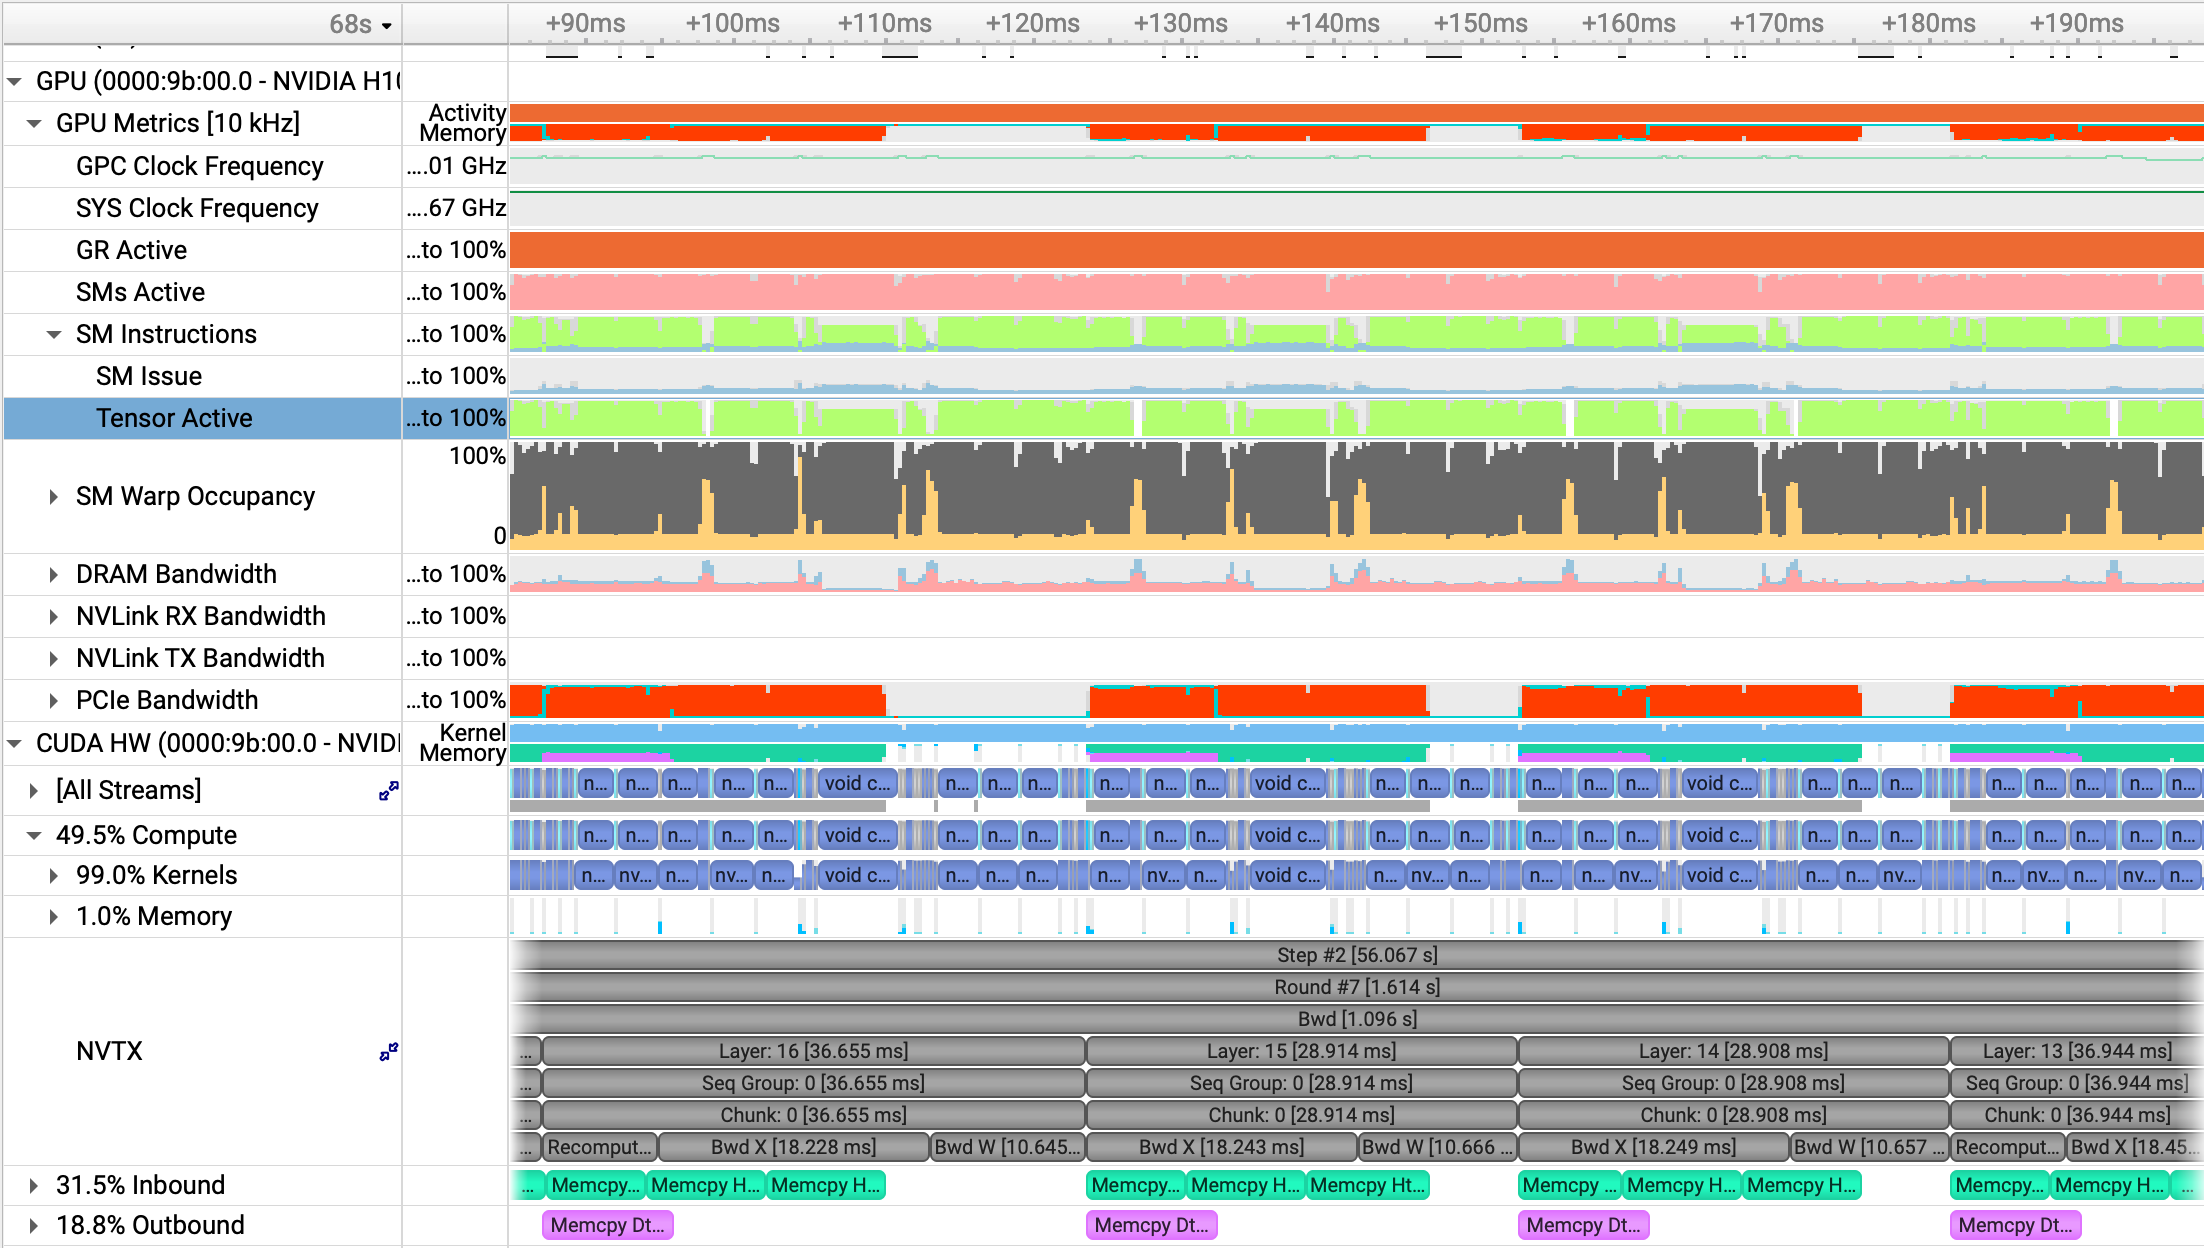 68s +90ms +100ms +110ms +120ms +130ms +140ms +150ms +160ms +170ms +180ms +190ms
GPU (0000:9b:00.0 - NVIDIA H10
GPU Metrics [10 kHz] Activity
Memory
GPC Clock Frequency ....01 GHz
SYS Clock Frequency ....67 GHz
GR Active ...to 100%
SMs Active ...to 100%
SM Instructions ...to 100%
SM Issue ...to 100%
Tensor Active ...to 100%
100%
SM Warp Occupancy
0
DRAM Bandwidth ...to 100%
NVLink RX Bandwidth ...to 100%
NVLink TX Bandwidth ...to 100%
PCIe Bandwidth ...to 100%
CUDA HW (0000:9b:00.0 - NVIDI Kernel
Memory
[All Streams] n... n... n... n... n... void c... n... n... n... n... n... n... void c... n... n... n... n... n... n... void c... n... n... n... n... n... n... n... n...
49.5% Compute n... n... n... n... n... void c... n... n... n... n... n... n... void c... n... n... n... n... n... n... void c... n... n... n... n... n... n... n... n...
99.0% Kernels n... nv... n... nv... n... void c... n... n... n... n... nv... n... void c... n... nv... n... n... n... nv... void c... n... n... nv... n... nv... n... nv... n...
1.0% Memory
Step #2 [56.067 s]
Round #7 [1.614 s]
Bwd [1.096 s]
NVTX
... Layer: 16 [36.655 ms] Layer: 15 [28.914 ms] Layer: 14 [28.908 ms] Layer: 13 [36.944 ms]
... Seq Group: 0 [36.655 ms] Seq Group: 0 [28.914 ms] Seq Group: 0 [28.908 ms] Seq Group: 0 [36.944 ms]
... Chunk: 0 [36.655 ms] Chunk: 0 [28.914 ms] Chunk: 0 [28.908 ms] Chunk: 0 [36.944 ms]
... Recomput... Bwd X [18.228 ms] Bwd W [10.645... Bwd X [18.243 ms] Bwd W [10.666 ... Bwd X [18.249 ms] Bwd W [10.657 ... Recomput... Bwd X [18.45...
31.5% Inbound ... Memcpy... Memcpy H... Memcpy H... Memcpy... Memcpy H... Memcpy Ht... Memcpy ... Memcpy H... Memcpy H... Memcpy... Memcpy H... ...
18.8% Outbound Memcpy Dt... Memcpy Dt... Memcpy Dt... Memcpy Dt...